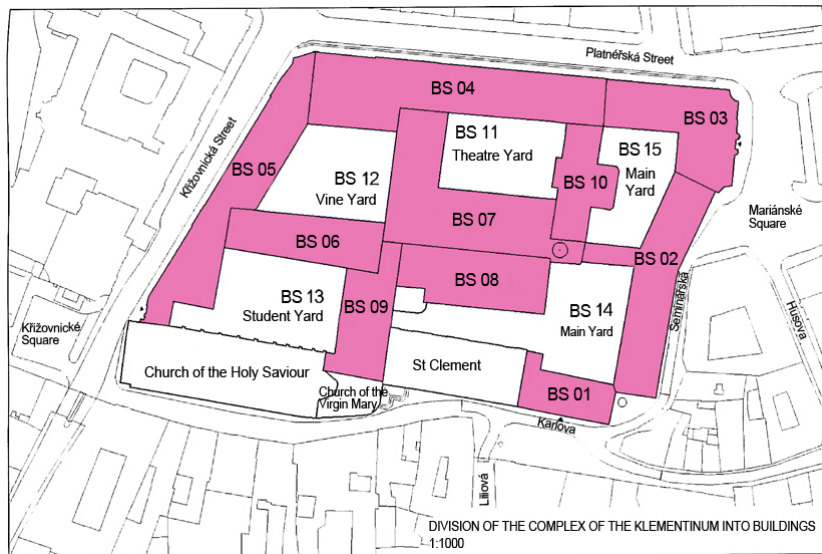 Platnéřská Street
BS 04
BS 03
Křižovnická Street
BS 11
Theatre Yard
BS 15
Main
Yard
BS 05
BS 12
Vine Yard
BS 10
Mariánské
Square
BS 07
BS 06
BS 02
BS 08
BS 13
Student Yard
BS 09
BS 14
Main Yard
Seminářská
Husova
Křižovnické
Square
Church of the Holy Saviour
St Clement
Church of the
Virgin Mary
BS 01
Karlova
Liliová
DIVISION OF THE COMPLEX OF THE KLEMENTINUM INTO BUILDINGS
1:1000